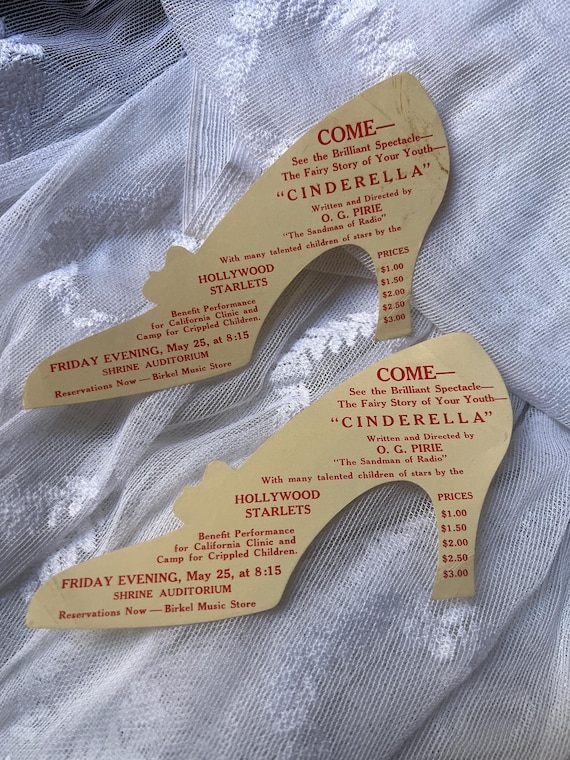 COME—
See the Brilliant Spectacle—
The Fairy Story of Your Youth—
"CINDERELLA"
Written and Directed by
O. G. PIRIE
"The Sandman of Radio"
With many talented children of stars by the
HOLLYWOOD
STARLETS
Benefit Performance
for California Clinic and
Camp for Crippled Children.
FRIDAY EVENING, May 25, at 8:15
SHRINE AUDITORIUM
Reservations Now — Birkel Music Store
PRICES
$1.00
$1.50
$2.00
$2.50
$3.00
COME—
See the Brilliant Spectacle—
The Fairy Story of Your Youth—
"CINDERELLA"
Written and Directed by
O. G. PIRIE
"The Sandman of Radio"
With many talented children of stars by the
HOLLYWOOD
STARLETS
Benefit Performance
for California Clinic and
Camp for Crippled Children.
FRIDAY EVENING, May 25, at 8:15
SHRINE AUDITORIUM
Reservations Now — Birkel Music Store
PRICES
$1.00
$1.50
$2.00
$2.50
$3.00